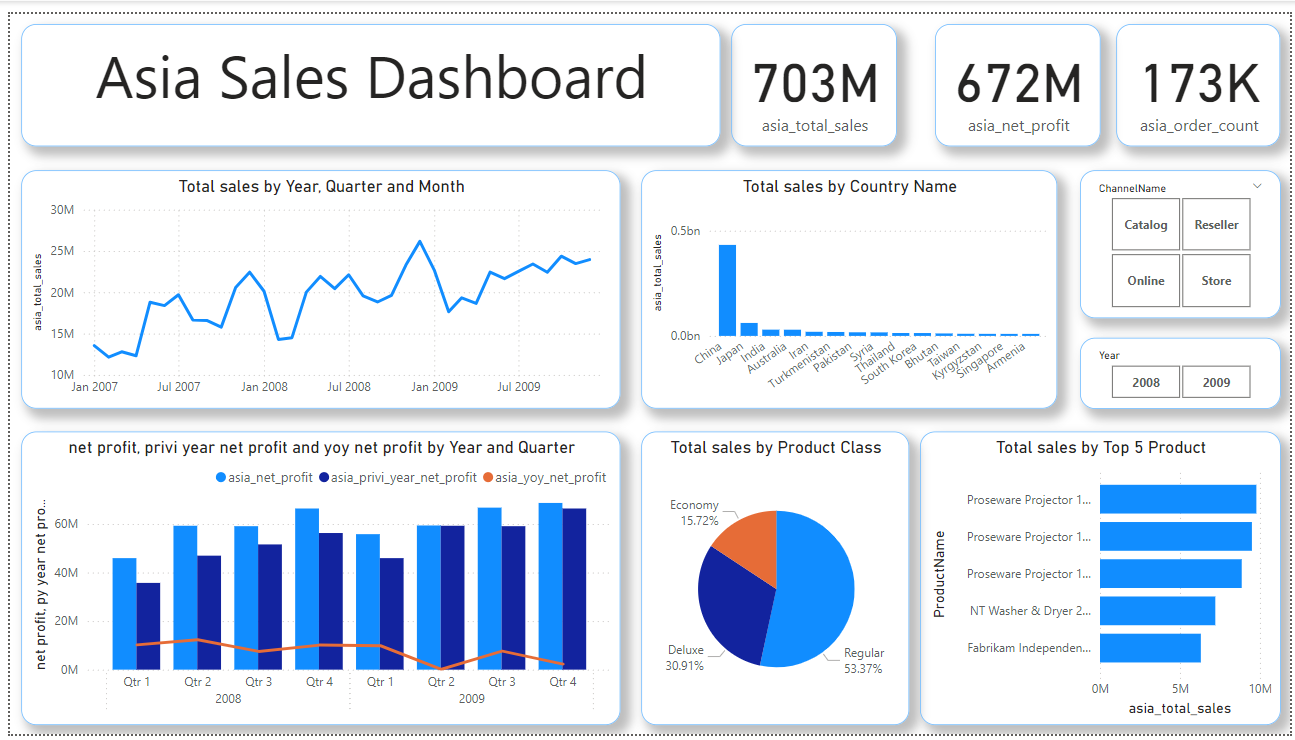 Asia Sales Dashboard
703M
asia_total_sales
672M
asia_net_profit
173K
asia_order_count
Total sales by Year, Quarter and Month
asia_total_sales
30M
25M
20M
15M
10M
Jan 2007 Jul 2007 Jan 2008 Jul 2008 Jan 2009 Jul 2009
Total sales by Country Name
asia_total_sales
0.5bn
0.0bn
China
Japan
India
Australia
Iran
Turkmenistan
Pakistan
Syria
Thailand
South Korea
Bhutan
Taiwan
Kyrgyzstan
Singapore
Armenia
ChannelName
Catalog Reseller
Online Store
Year
2008 2009
net profit, privi year net profit and yoy net profit by Year and Quarter
asia_net_profit asia_privi_year_net_profit asia_yoy_net_profit
net profit, py year net pro...
60M
40M
20M
0M
Qtr 1 Qtr 2 Qtr 3 Qtr 4 Qtr 1 Qtr 2 Qtr 3 Qtr 4
2008 2009
Total sales by Product Class
Economy
15.72%
Deluxe
30.91%
Regular
53.37%
Total sales by Top 5 Product
ProductName
Proseware Projector 1...
Proseware Projector 1...
Proseware Projector 1...
NT Washer & Dryer 2...
Fabrikam Independen...
0M 5M 10M
asia_total_sales